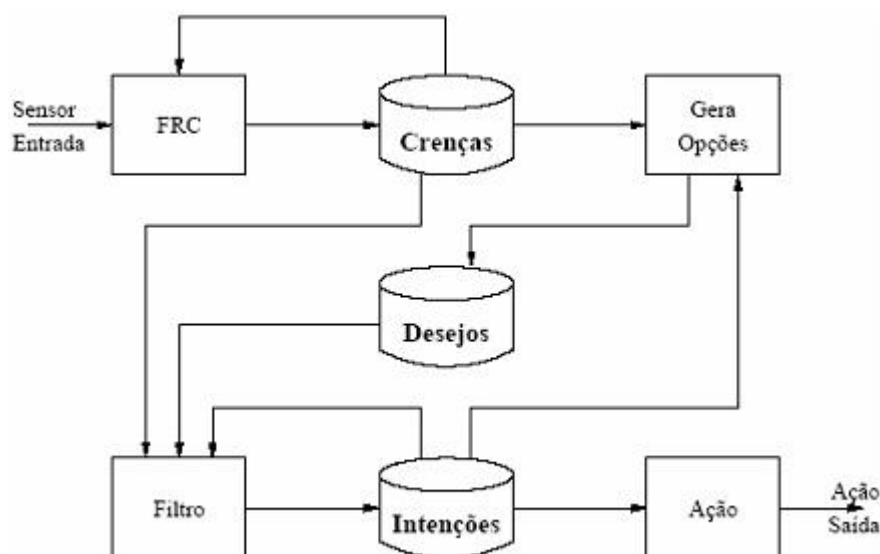 Sensor
Entrada
FRC
Crenças
Gera
Opções
Desejos
Filtro
Intenções
Ação
Ação
Saída